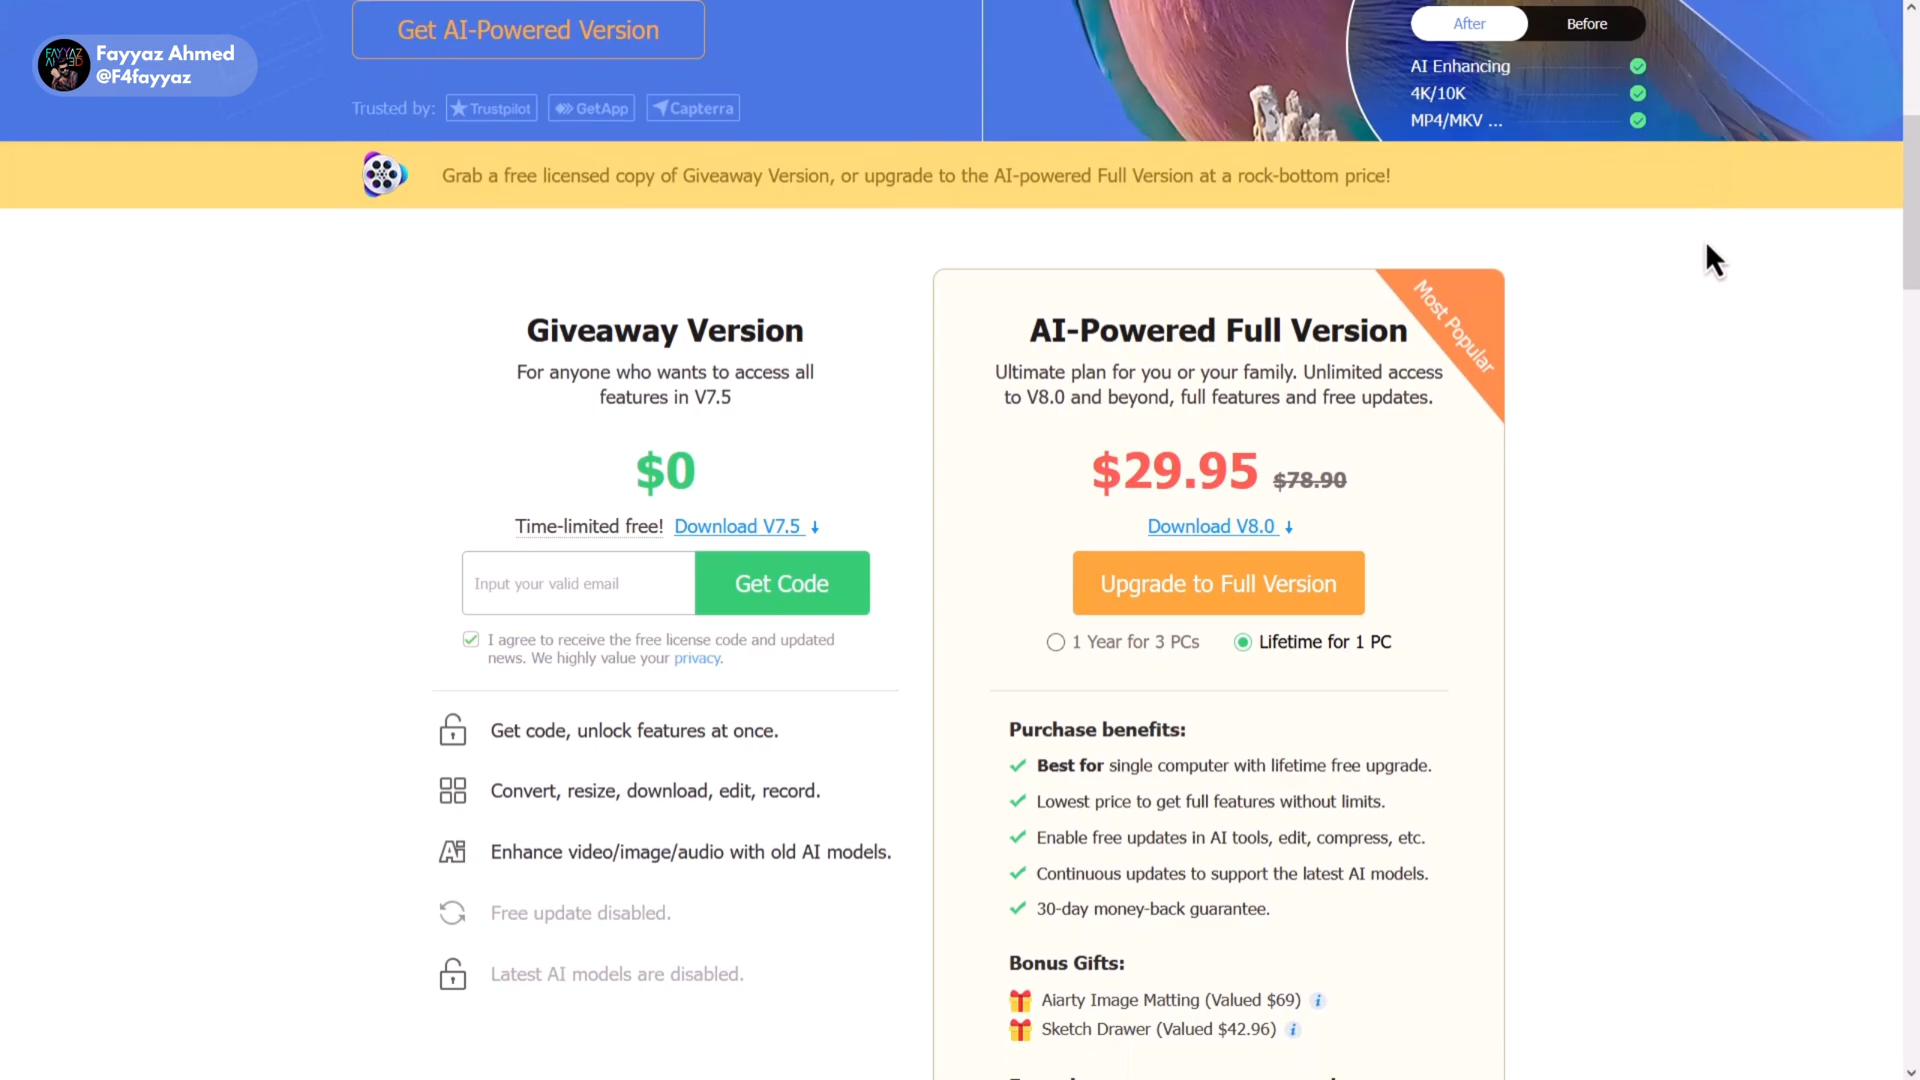 Get AI-Powered Version
After
Before
AI Enhancing
4K/10K
MP4/MKV ...
Fayyaz Ahmed
@F4fayyaz
Trusted by:
Trustpilot
GetApp
Capterra
Grab a free licensed copy of Giveaway Version, or upgrade to the AI-powered Full Version at a rock-bottom price!
Giveaway Version
For anyone who wants to access all
features in V7.5
$0
Time-limited free! Download V7.5 ↓
Input your valid email
Get Code
I agree to receive the free license code and updated
news. We highly value your privacy.
Get code, unlock features at once.
Convert, resize, download, edit, record.
Enhance video/image/audio with old AI models.
Free update disabled.
Latest AI models are disabled.
Most Popular
AI-Powered Full Version
Ultimate plan for you or your family. Unlimited access
to V8.0 and beyond, full features and free updates.
$29.95 $78.90
Download V8.0 ↓
Upgrade to Full Version
1 Year for 3 PCs
Lifetime for 1 PC
Purchase benefits:
Best for single computer with lifetime free upgrade.
Lowest price to get full features without limits.
Enable free updates in AI tools, edit, compress, etc.
Continuous updates to support the latest AI models.
30-day money-back guarantee.
Bonus Gifts:
Aiarty Image Matting (Valued $69)
Sketch Drawer (Valued $42.96)